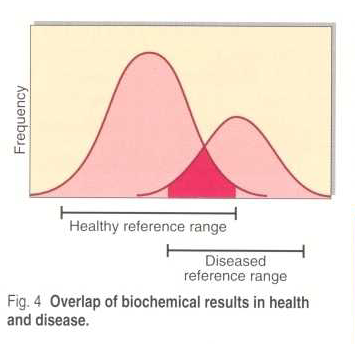 Frequency
Healthy reference range
Diseased
reference range
Fig. 4 Overlap of biochemical results in health
and disease.